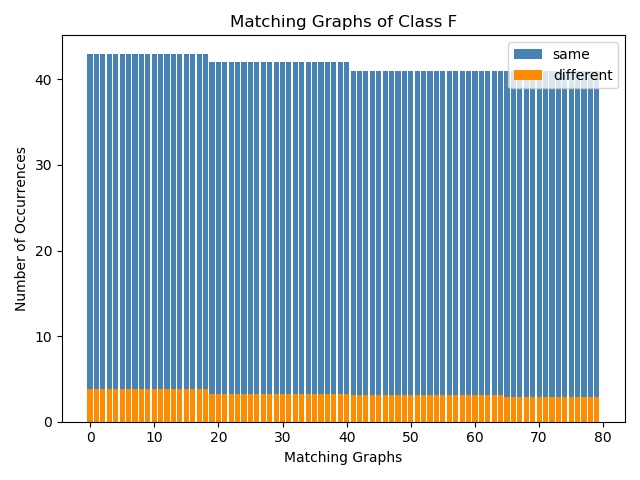 Matching Graphs of Class F
same
different
Number of Occurrences
40
30
20
10
0
0 10 20 30 40 50 60 70 80
Matching Graphs